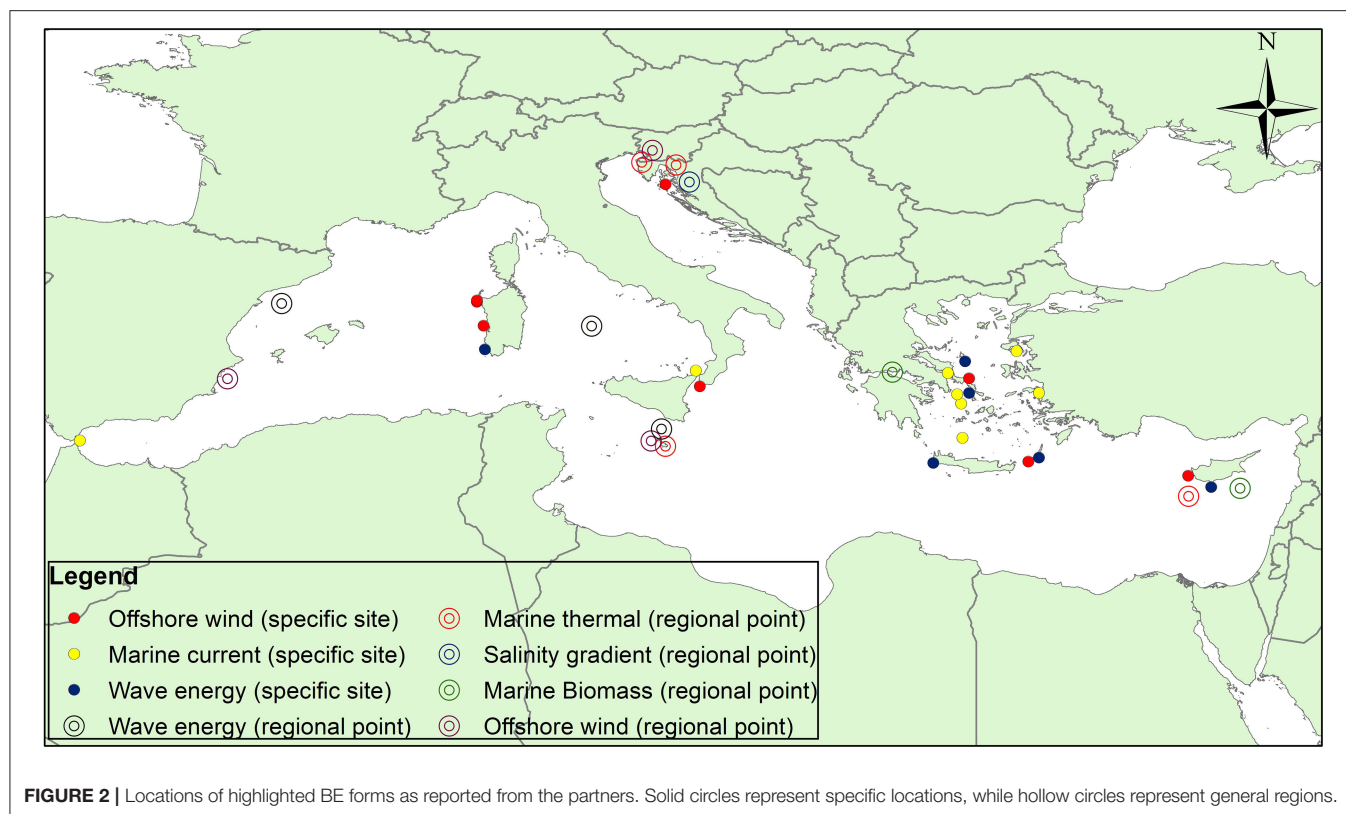 N
Legend
Offshore wind (specific site)
Marine current (specific site)
Wave energy (specific site)
Wave energy (regional point)
Marine thermal (regional point)
Salinity gradient (regional point)
Marine Biomass (regional point)
Offshore wind (regional point)
FIGURE 2 | Locations of highlighted BE forms as reported from the partners. Solid circles represent specific locations, while hollow circles represent general regions.